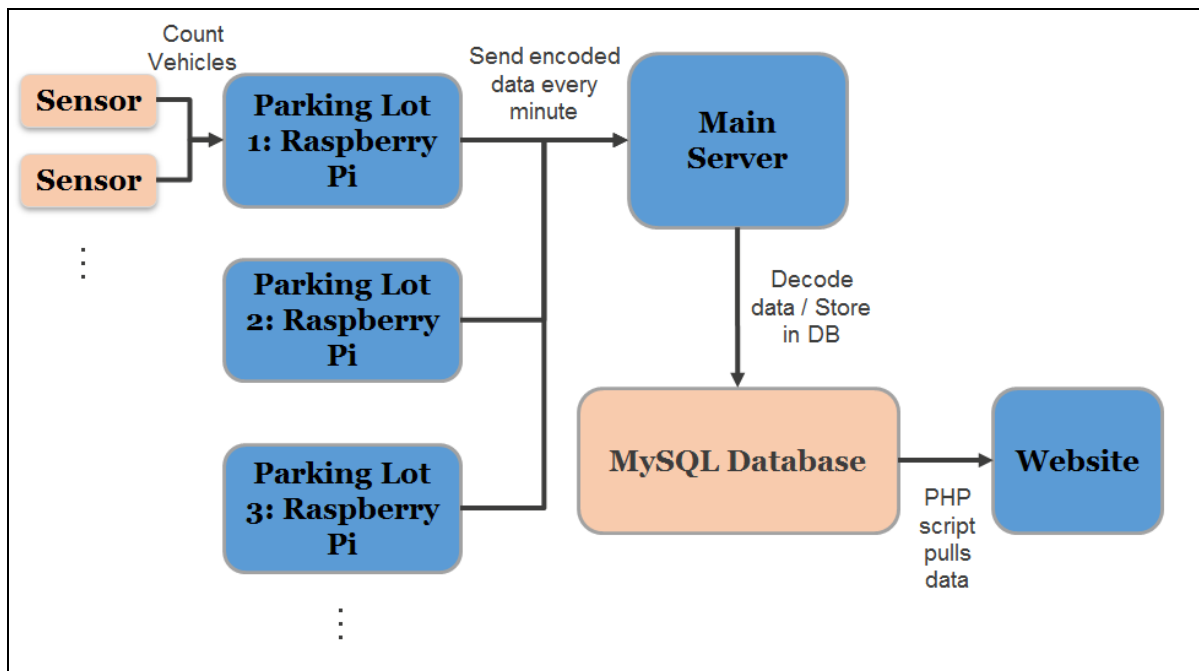 Count
Vehicles
Sensor
Sensor
Parking Lot
1: Raspberry
Pi
Send encoded
data every
minute
Main
Server
Parking Lot
2: Raspberry
Pi
Decode
data / Store
in DB
Parking Lot
3: Raspberry
Pi
MySQL Database
Website
PHP
script
pulls
data